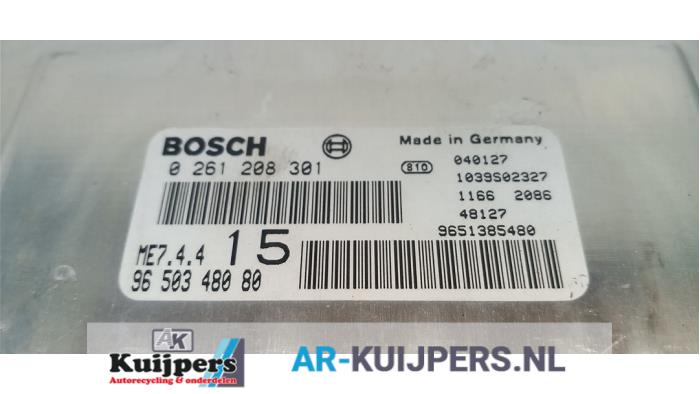 BOSCH
0 261 208 301
Made in Germany
810
040127
1039S02327
1166 2086
48127
9651385480
ME7.4.4 15
96 503 480 80
AK
Kuijpers
Autorecycling & onderdelen
AR-KUIJPERS.NL